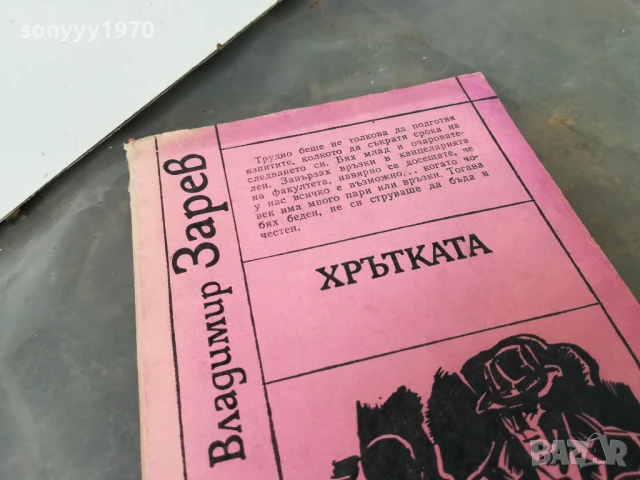 sonyyy1970
Трудно беше не толкова да подготвя
изпитите, колкото да съкратя срока на
следването си. Бях млад и очаровате-
лен. Завързах връзки в канцеларията
на факултета, навярно се досещате, че
у нас всичко е възможно... когато чо-
век има много пари или връзки. Тогава
бях беден, не си струваше да бъда и
честен.
Владимир Зарев
ХРЪТКАТА
BAZAR